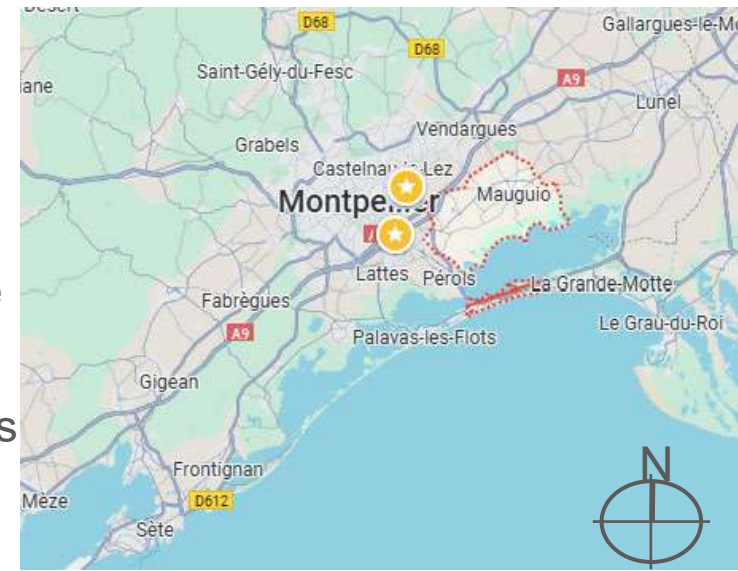 D68
Gallargues-le-M
D68
Saint-Gély-du-Fesc
A9
Lunel
Vendargues
Grabels
Castelnau-le-Lez
Montpellier
Mauguio
Lattes
Pérols
La Grande-Motte
Fabrègues
Le Grau-du-Roi
A9
Palavas-les-Flots
Gigean
s
Frontignan
N
Mèze
D612
Sète